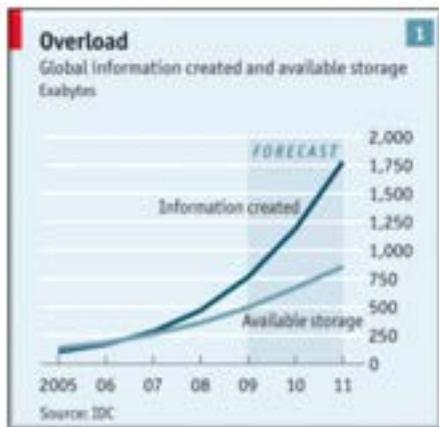 Overload
1
Global information created and available storage
Exabytes
2,000
FORECAST
1,750
1,500
Information created
1,250
1,000
750
500
Available storage
250
0
2005 06 07 08 09 10 11
Source: IDC